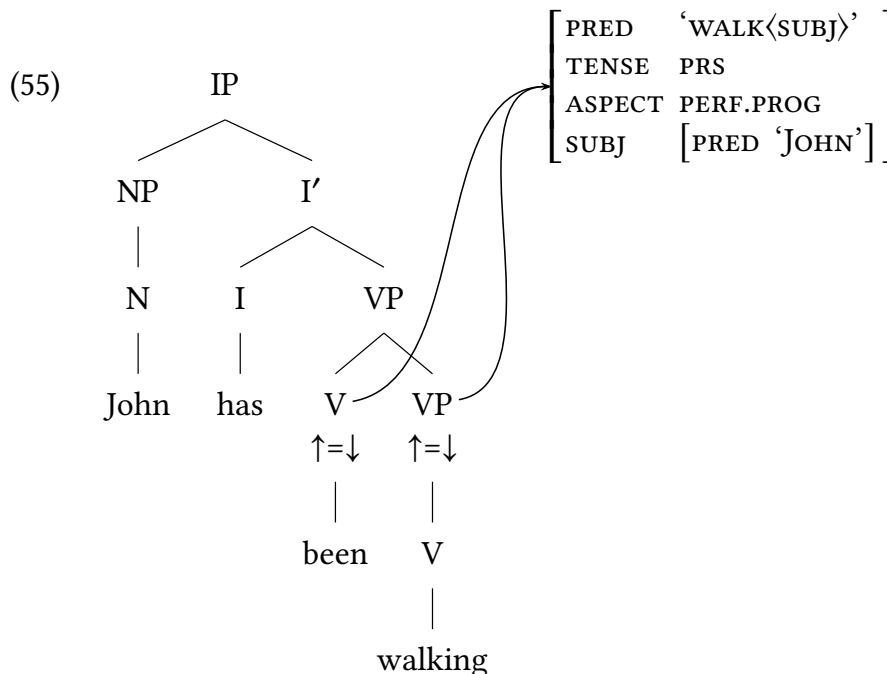 PRED ‘WALK⟨SUBJ⟩’
TENSE PRS
ASPECT PERF.PROG
SUBJ [PRED ‘JOHN’]
(55) IP
NP I′
N I VP
John has V VP
↑=↓ ↑=↓
been V
walking